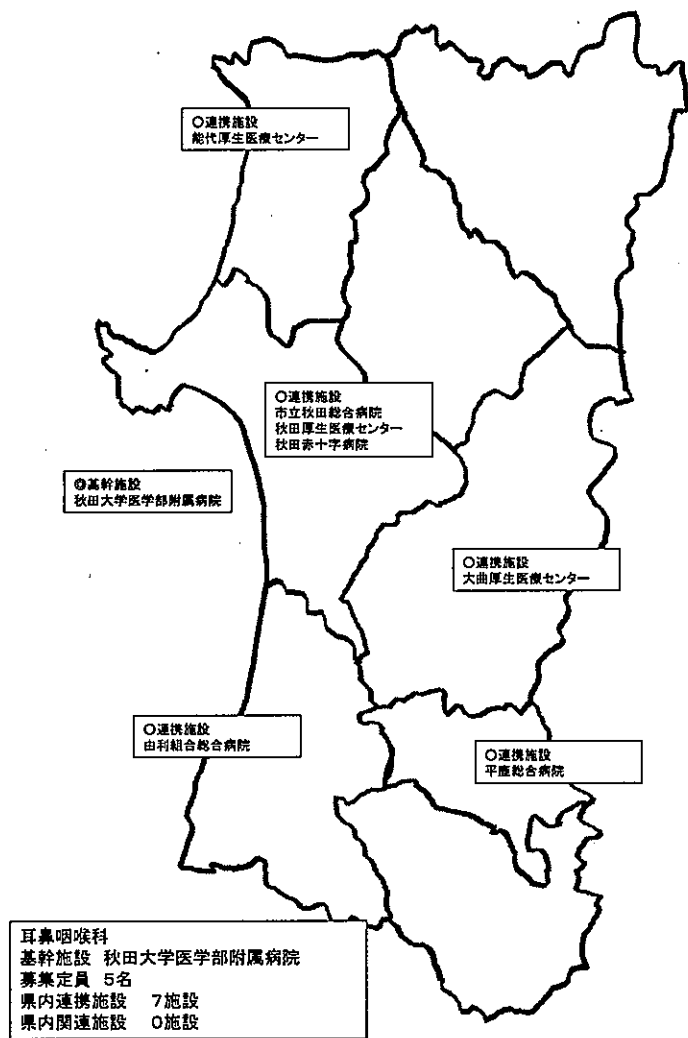 ○連携施設
能代厚生医療センター
○連携施設
市立秋田総合病院
秋田厚生医療センター
秋田赤十字病院
◎基幹施設
秋田大学医学部附属病院
○連携施設
大曲厚生医療センター
○連携施設
由利組合総合病院
○連携施設
平鹿総合病院
耳鼻咽喉科
基幹施設 秋田大学医学部附属病院
募集定員 5名
県内連携施設 7施設
県内関連施設 0施設